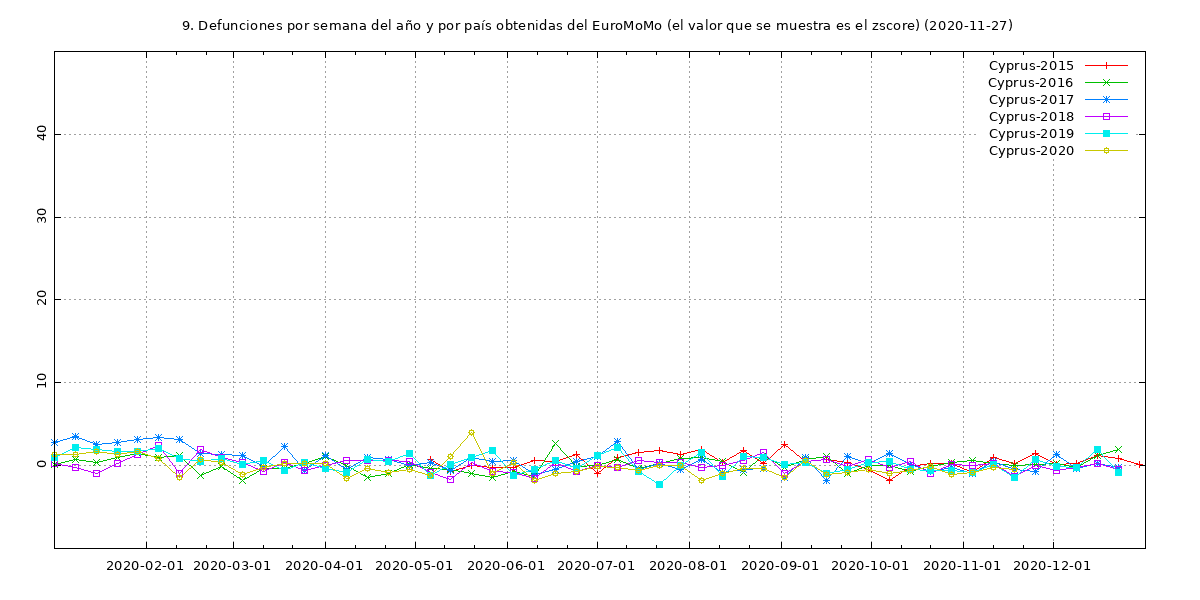 9. Defunciones por semana del año y por país obtenidas del EuroMoMo (el valor que se muestra es el zscore) (2020-11-27)
Cyprus-2015
Cyprus-2016
Cyprus-2017
Cyprus-2018
Cyprus-2019
Cyprus-2020
40
30
20
10
0
2020-02-01 2020-03-01 2020-04-01 2020-05-01 2020-06-01 2020-07-01 2020-08-01 2020-09-01 2020-10-01 2020-11-01 2020-12-01